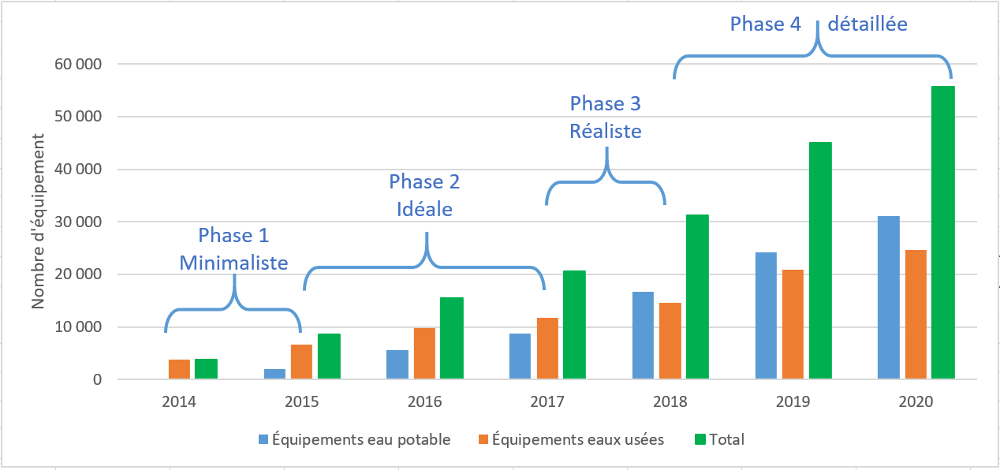 Phase 4 détaillée
60 000
Phase 3
Réaliste
50 000
40 000
Phase 2
Idéale
30 000
Phase 1
Minimaliste
20 000
10 000
0
Nombre d'équipement
2014 2015 2016 2017 2018 2019 2020
Équipements eau potable Équipements eaux usées Total